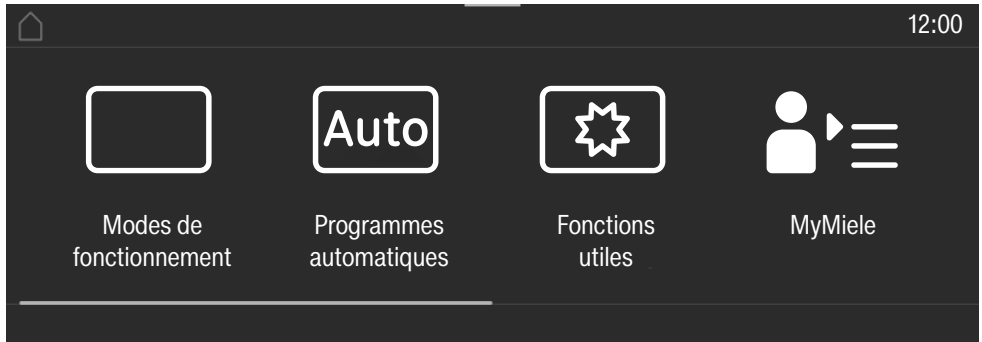 12:00
Auto
Modes de
fonctionnement
Programmes
automatiques
Fonctions
utiles
MyMiele